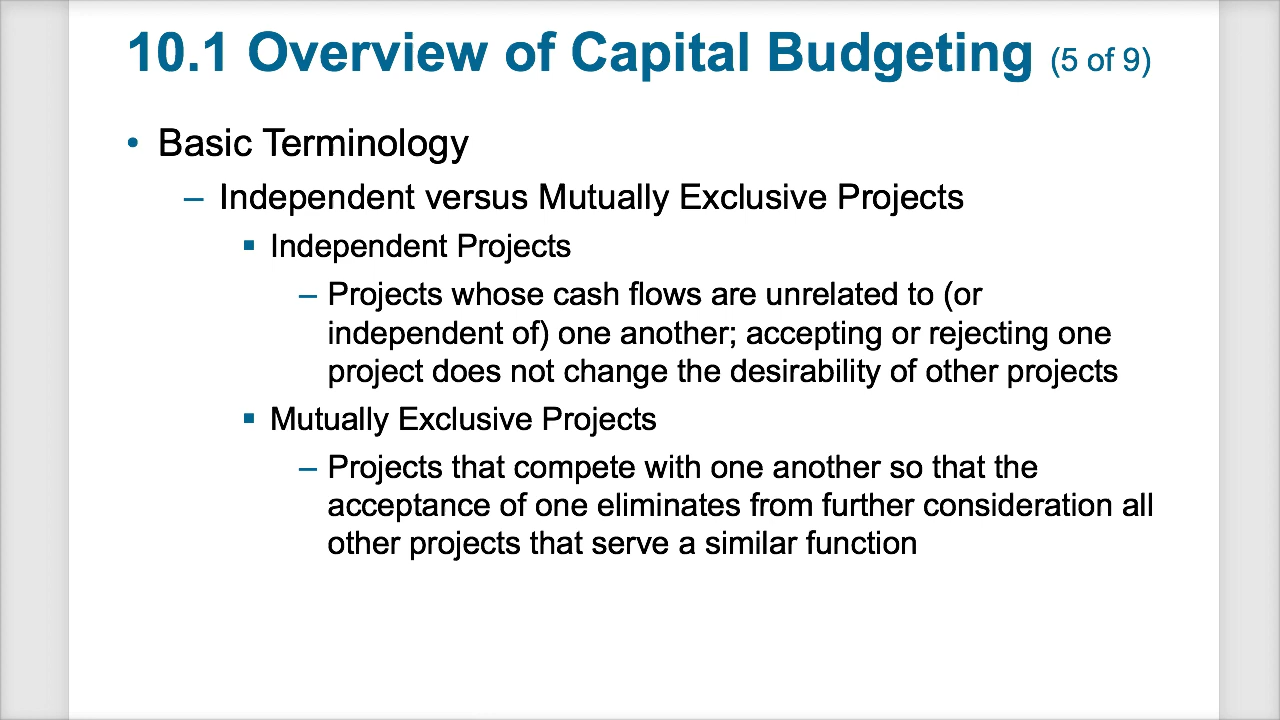 10.1 Overview of Capital Budgeting (5 of 9)
• Basic Terminology
– Independent versus Mutually Exclusive Projects
▪ Independent Projects
– Projects whose cash flows are unrelated to (or
independent of) one another; accepting or rejecting one
project does not change the desirability of other projects
▪ Mutually Exclusive Projects
– Projects that compete with one another so that the
acceptance of one eliminates from further consideration all
other projects that serve a similar function